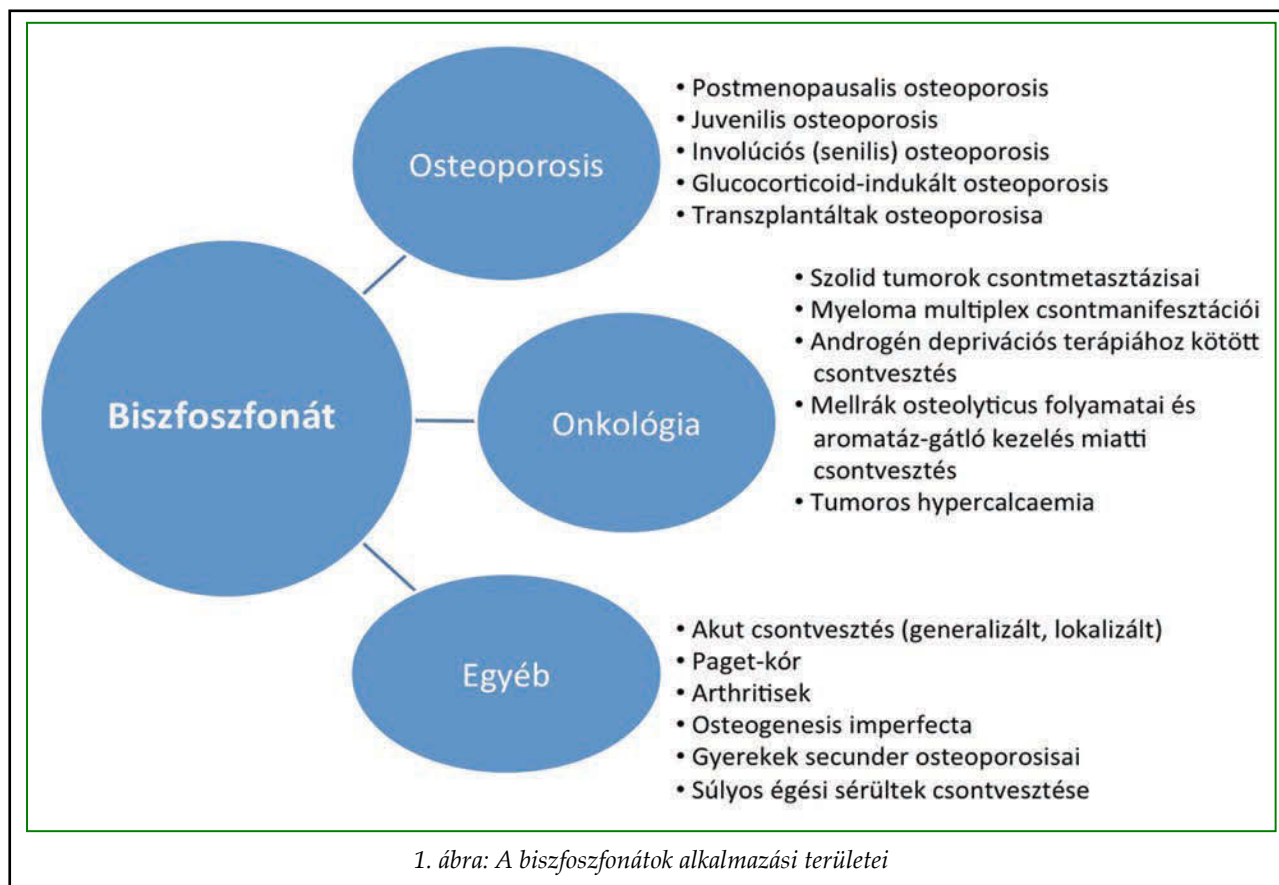 Biszfoszfonát
Osteoporosis
• Postmenopausalis osteoporosis
• Juvenilis osteoporosis
• Involúciós (senilis) osteoporosis
• Glucocorticoid-indukált osteoporosis
• Transzplantáltak osteoporosisa
Onkológia
• Szolid tumorok csontmetasztázisai
• Myeloma multiplex csontmanifesztációi
• Androgén deprivációs terápiához kötött
csontvesztés
• Mellrák osteolyticus folyamatai és
aromatáz-gátló kezelés miatti
csontvesztés
• Tumoros hypercalcaemia
Egyéb
• Akut csontvesztés (generalizált, lokalizált)
• Paget-kór
• Arthritisek
• Osteogenesis imperfecta
• Gyerekek secunder osteoporosisai
• Súlyos égési sérültek csontvesztése
1. ábra: A biszfoszfonátok alkalmazási területei